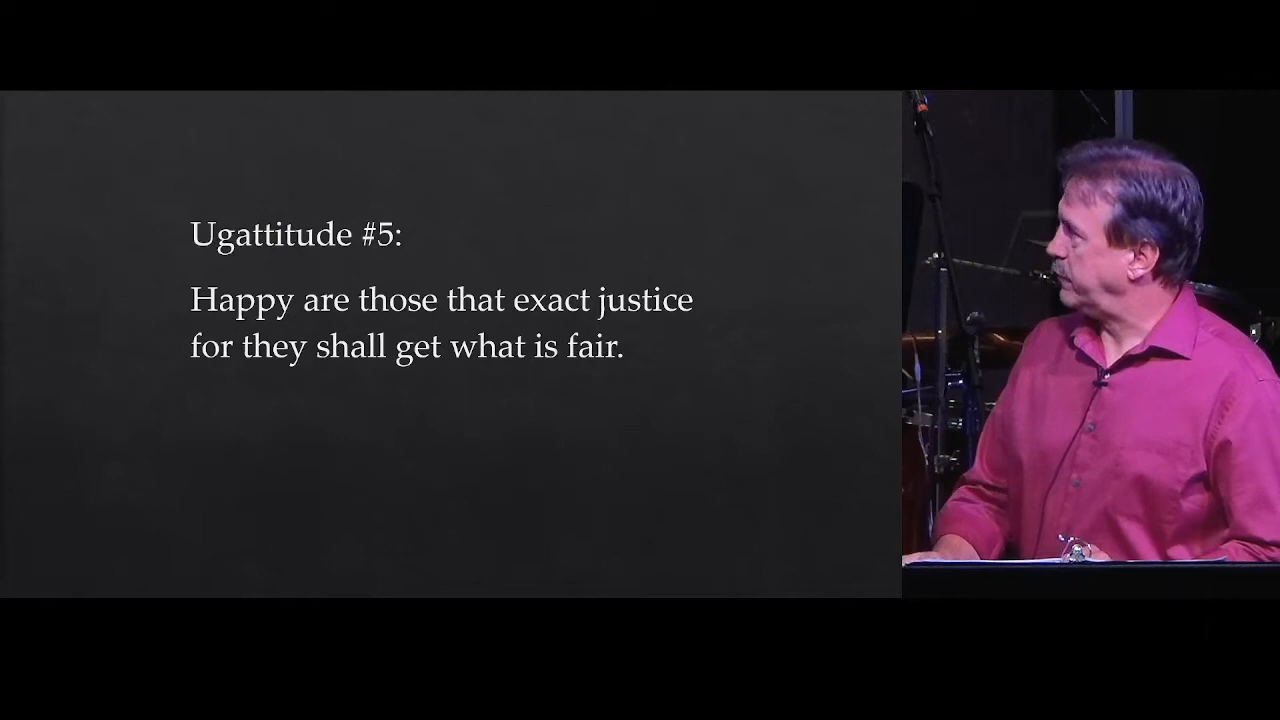 Ugattitude #5:
Happy are those that exact justice
for they shall get what is fair.